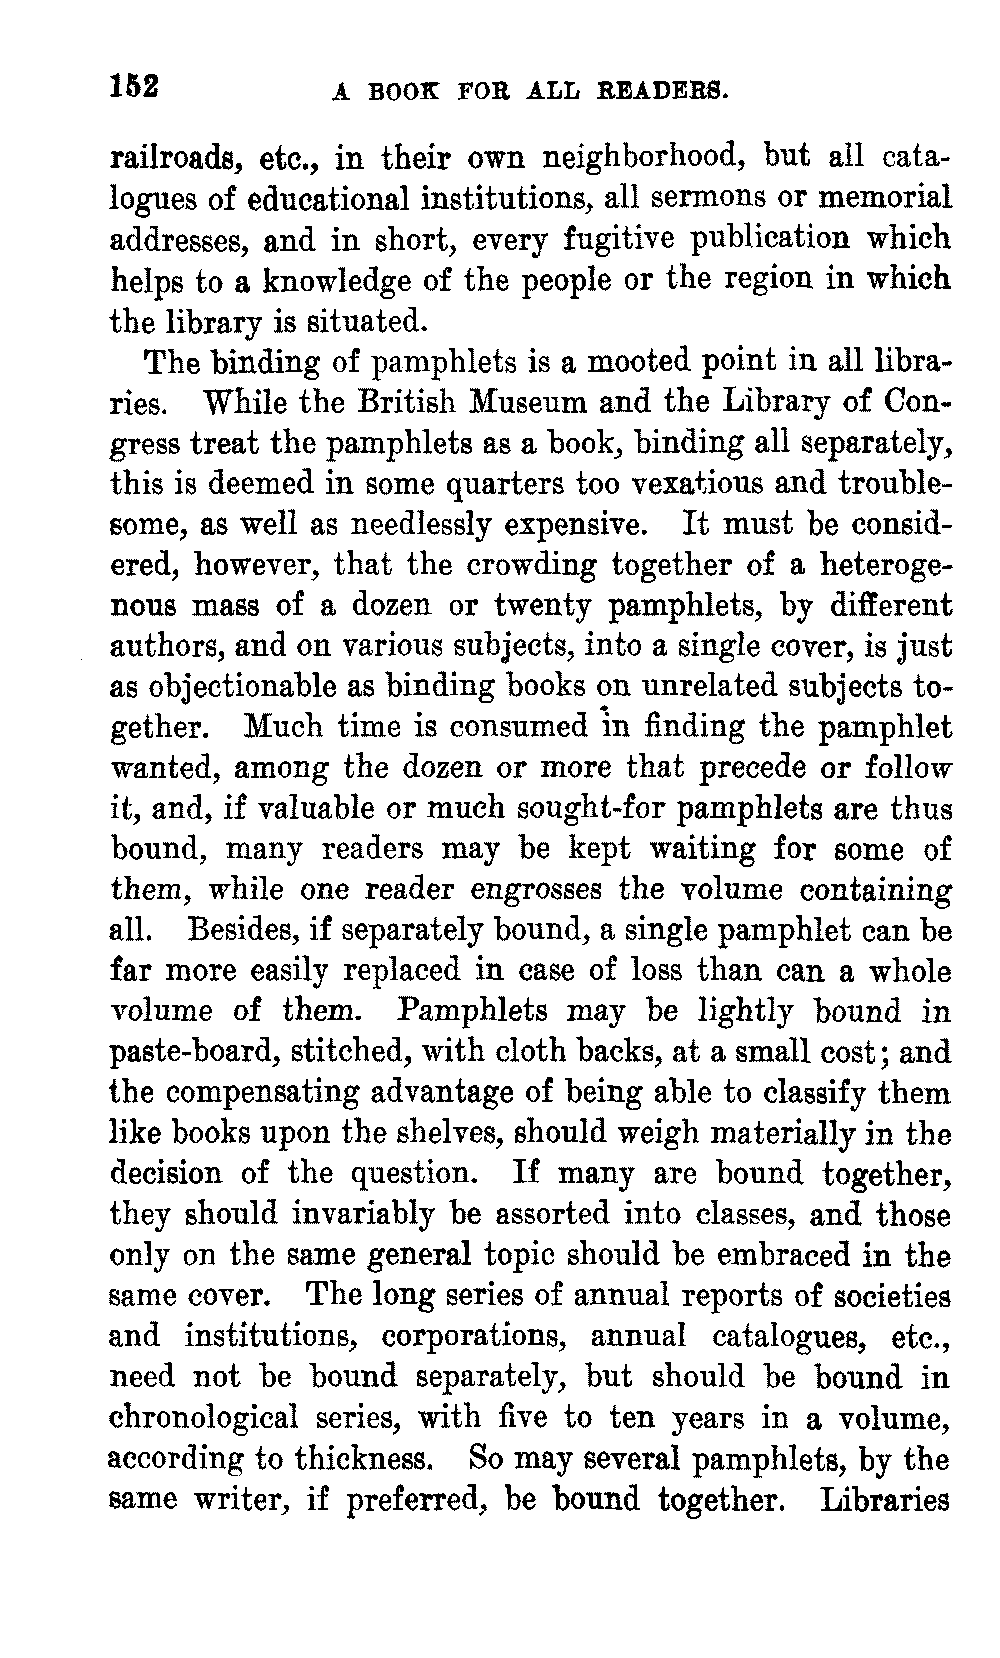 152 A BOOK FOR ALL READERS.
railroads, etc., in their own neighborhood, but all cata-
logues of educational institutions, all sermons or memorial
addresses, and in short, every fugitive publication which
helps to a knowledge of the people or the region in which
the library is situated.
The binding of pamphlets is a mooted point in all libra-
ries. While the British Museum and the Library of Con-
gress treat the pamphlets as a book, binding all separately,
this is deemed in some quarters too vexatious and trouble-
some, as well as needlessly expensive. It must be consid-
ered, however, that the crowding together of a heteroge-
nous mass of a dozen or twenty pamphlets, by different
authors, and on various subjects, into a single cover, is just
as objectionable as binding books on unrelated subjects to-
gether. Much time is consumed in finding the pamphlet
wanted, among the dozen or more that precede or follow
it, and, if valuable or much sought-for pamphlets are thus
bound, many readers may be kept waiting for some of
them, while one reader engrosses the volume containing
all. Besides, if separately bound, a single pamphlet can be
far more easily replaced in case of loss than can a whole
volume of them. Pamphlets may be lightly bound in
paste-board, stitched, with cloth backs, at a small cost; and
the compensating advantage of being able to classify them
like books upon the shelves, should weigh materially in the
decision of the question. If many are bound together,
they should invariably be assorted into classes, and those
only on the same general topic should be embraced in the
same cover. The long series of annual reports of societies
and institutions, corporations, annual catalogues, etc.,
need not be bound separately, but should be bound in
chronological series, with five to ten years in a volume,
according to thickness. So may several pamphlets, by the
same writer, if preferred, be bound together. Libraries